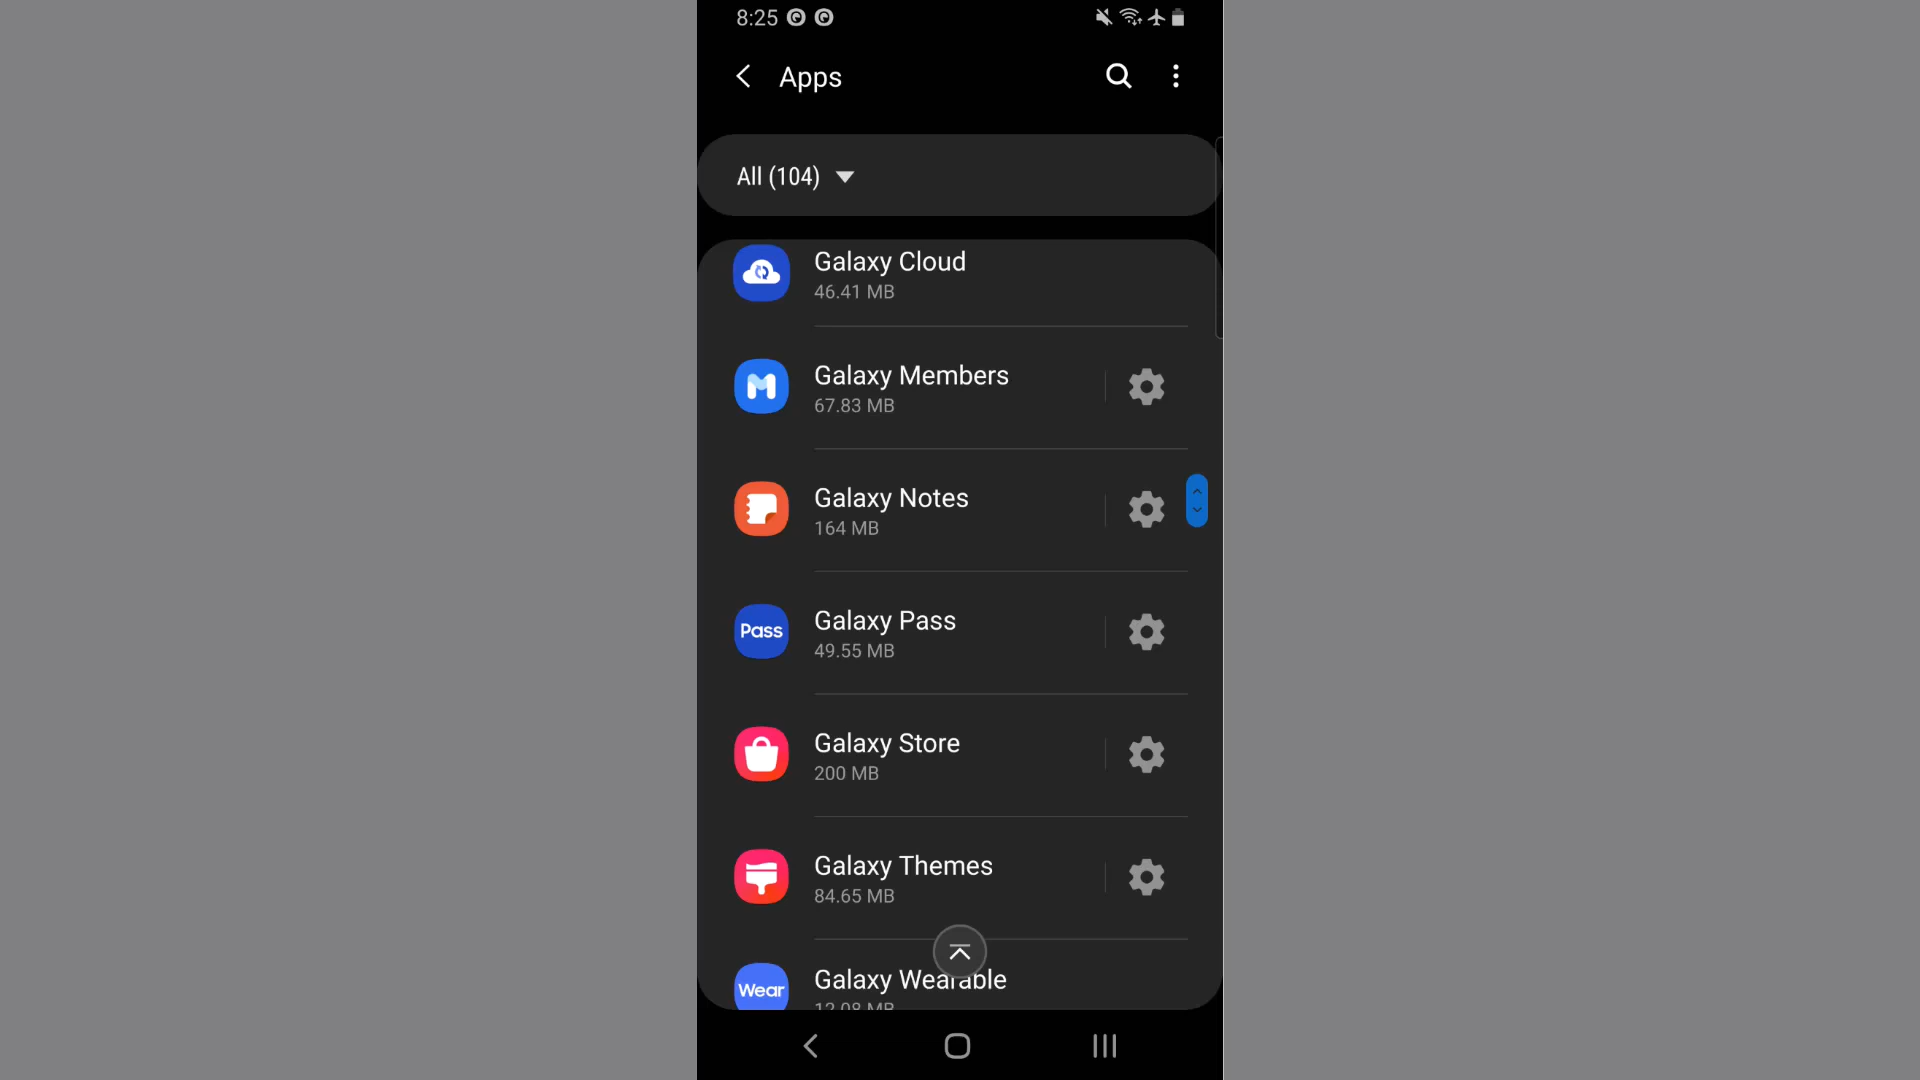 8:25
Apps
All (104)
Galaxy Cloud
46.41 MB
Galaxy Members
67.83 MB
Galaxy Notes
164 MB
Pass
Galaxy Pass
49.55 MB
Galaxy Store
200 MB
Galaxy Themes
84.65 MB
Wear
Galaxy Wearable
12.08 MB